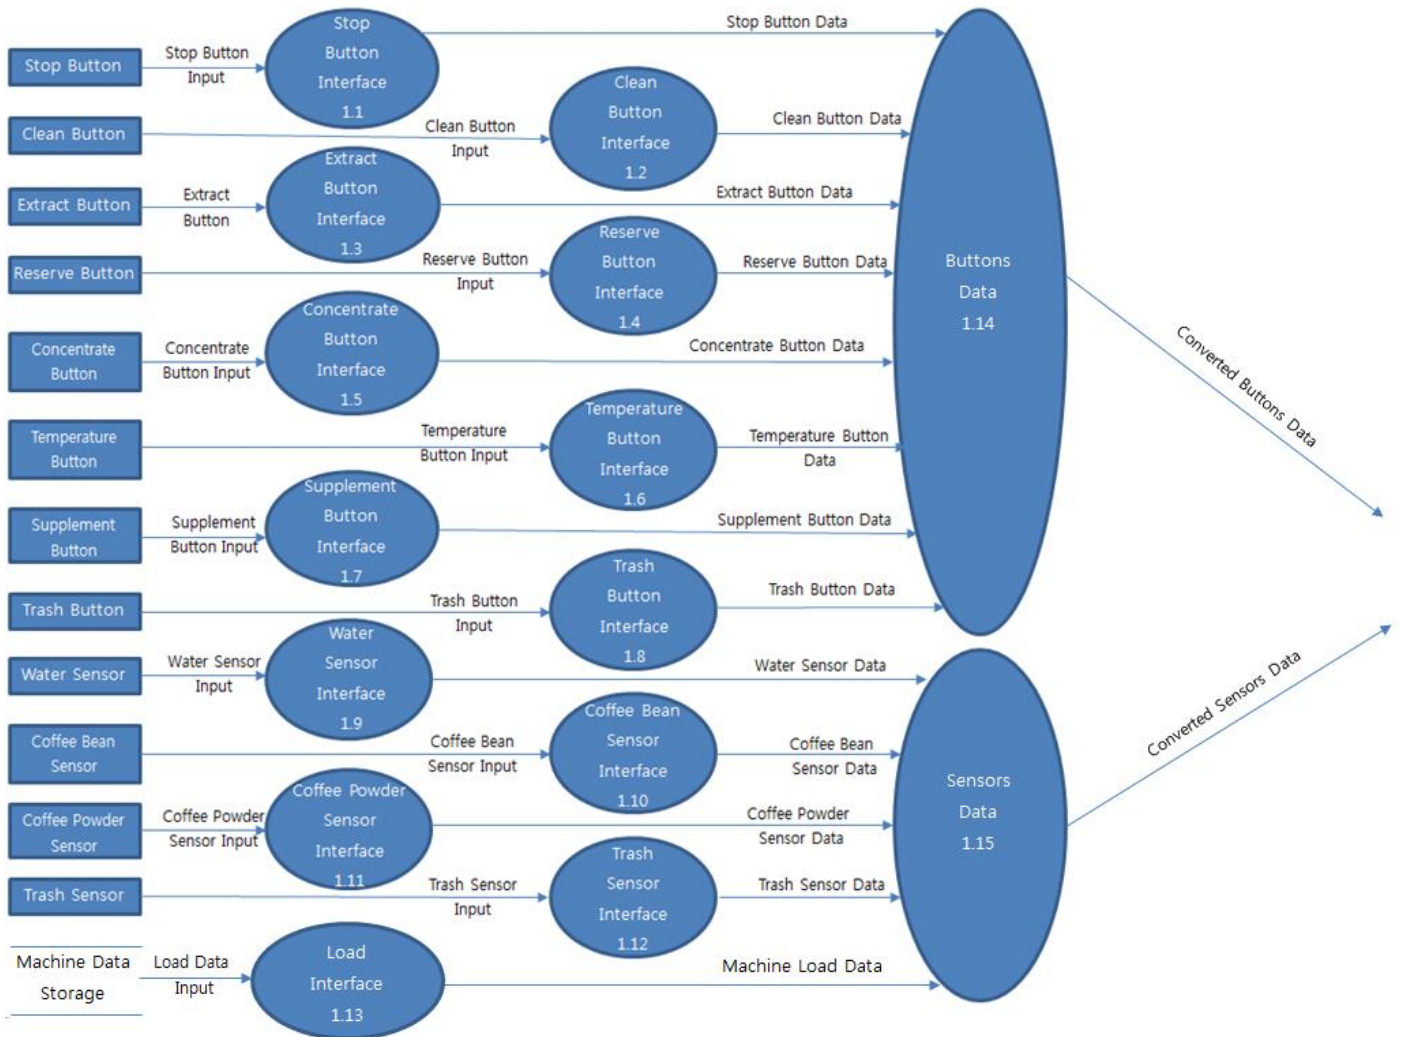 Stop Button
Stop Button
Input
Stop
Button
Interface
1.1
Stop Button Data
Clean Button
Clean Button
Input
Clean
Button
Interface
1.2
Clean Button Data
Extract Button
Extract
Button
Extract
Button
Interface
1.3
Extract Button Data
Reserve Button
Reserve Button
Input
Reserve
Button
Interface
1.4
Reserve Button Data
Concentrate
Button
Concentrate
Button Input
Concentrate
Button
Interface
1.5
Concentrate Button Data
Temperature
Button
Temperature
Button Input
Temperature
Button
Interface
1.6
Temperature Button
Data
Supplement
Button
Supplement
Button Input
Supplement
Button
Interface
1.7
Supplement Button Data
Trash Button
Trash Button
Input
Trash
Button
Interface
1.8
Trash Button Data
Buttons
Data
1.14
Converted Buttons Data
Water Sensor
Water Sensor
Input
Water
Sensor
Interface
1.9
Water Sensor Data
Coffee Bean
Sensor
Coffee Bean
Sensor Input
Coffee Bean
Sensor
Interface
1.10
Coffee Bean
Sensor Data
Coffee Powder
Sensor
Coffee Powder
Sensor Input
Coffee Powder
Sensor
Interface
1.11
Coffee Powder
Sensor Data
Trash Sensor
Trash Sensor
Input
Trash
Sensor
Interface
1.12
Trash Sensor Data
Machine Data
Storage
Load Data
Input
Load
Interface
1.13
Machine Load Data
Sensors
Data
1.15
Converted Sensors Data